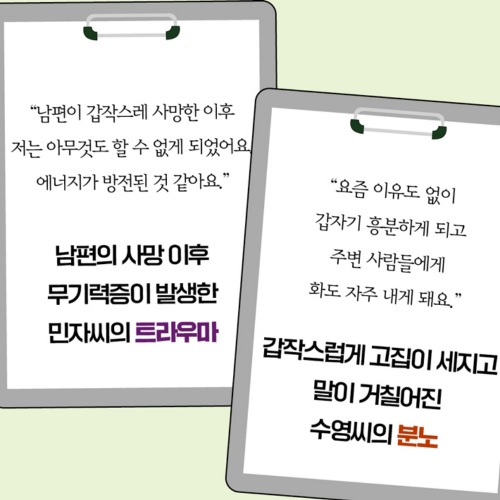 “남편이 갑작스레 사망한 이후
저는 아무것도 할 수 없게 되었어요.
에너지가 방전된 것 같아요.”
남편의 사망 이후
무기력증이 발생한
민자씨의 트라우마
“요즘 이유도 없이
갑자기 흥분하게 되고
주변 사람들에게
화도 자주 내게 돼요.”
갑작스럽게 고집이 세지고
말이 거칠어진
수영씨의 분노